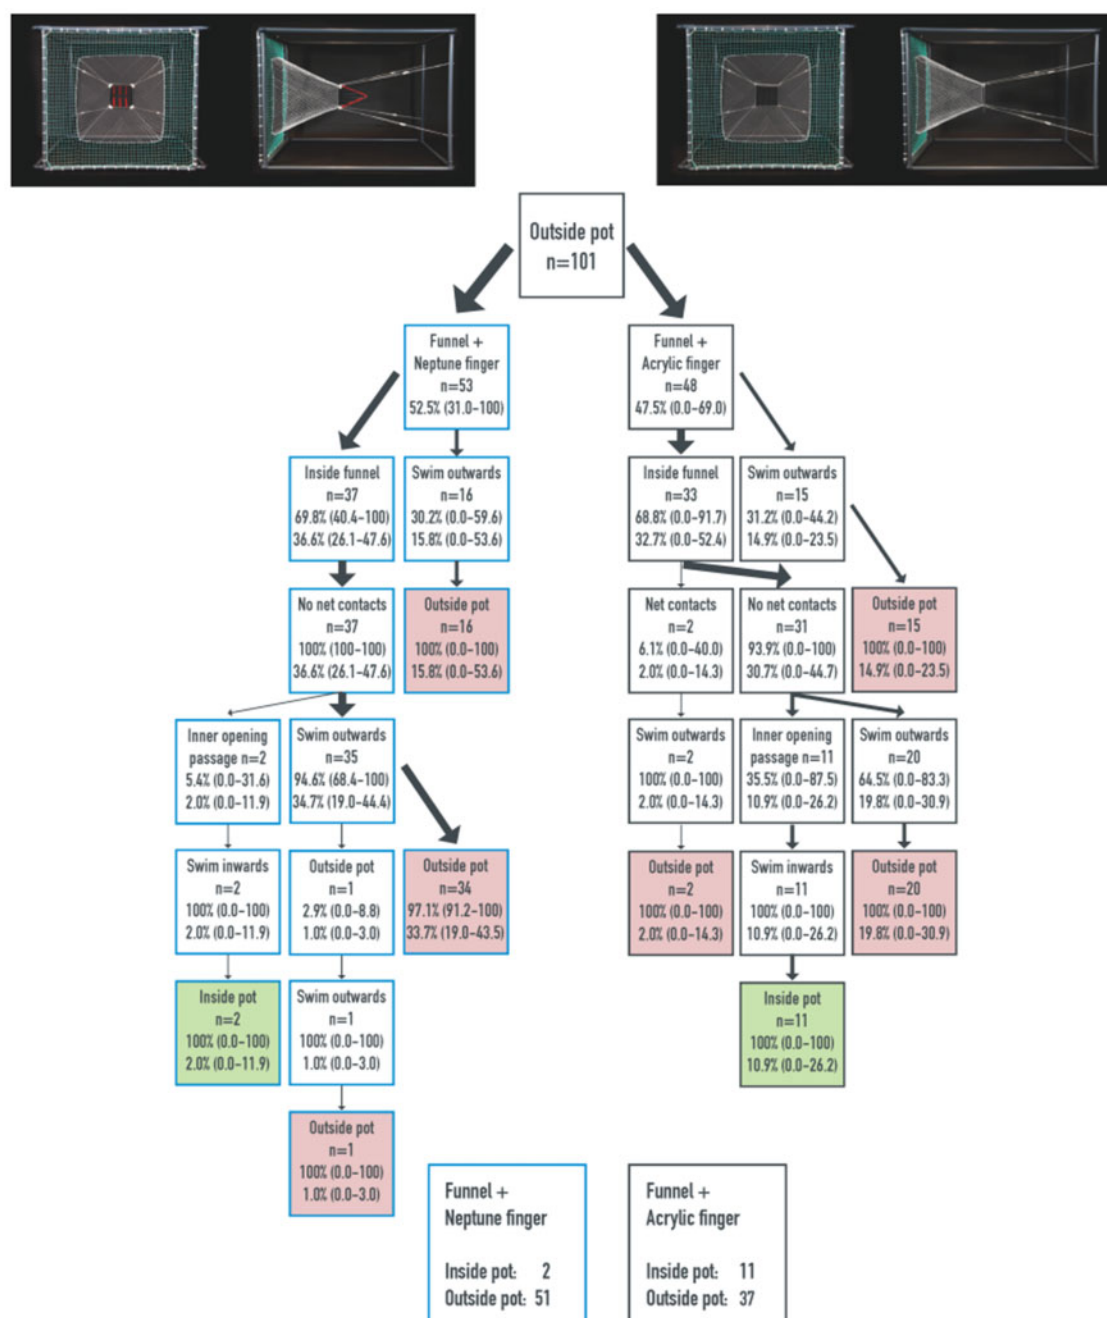 Outside pot
n=101
Funnel +
Neptune finger
n=53
52.5% (31.0–100)
Funnel +
Acrylic finger
n=48
47.5% (0.0–69.0)
Inside funnel
n=37
69.8% (40.4–100)
36.6% (26.1–47.6)
Swim outwards
n=16
30.2% (0.0–59.6)
15.8% (0.0–53.6)
Inside funnel
n=33
68.8% (0.0–91.7)
32.7% (0.0–52.4)
Swim outwards
n=15
31.2% (0.0–44.2)
14.9% (0.0–23.5)
No net contacts
n=37
100% (100–100)
36.6% (26.1–47.6)
Outside pot
n=16
100% (0.0–100)
15.8% (0.0–53.6)
Net contacts
n=2
6.1% (0.0–40.0)
2.0% (0.0–14.3)
No net contacts
n=31
93.9% (0.0–100)
30.7% (0.0–44.7)
Outside pot
n=15
100% (0.0–100)
14.9% (0.0–23.5)
Inner opening
passage n=2
5.4% (0.0–31.6)
2.0% (0.0–11.9)
Swim outwards
n=35
94.6% (68.4–100)
34.7% (19.0–44.4)
Swim outwards
n=2
100% (0.0–100)
2.0% (0.0–14.3)
Inner opening
passage n=11
35.5% (0.0–87.5)
10.9% (0.0–26.2)
Swim outwards
n=20
64.5% (0.0–83.3)
19.8% (0.0–30.9)
Swim inwards
n=2
100% (0.0–100)
2.0% (0.0–11.9)
Outside pot
n=1
2.9% (0.0–8.8)
1.0% (0.0–3.0)
Outside pot
n=34
97.1% (91.2–100)
33.7% (19.0–43.5)
Outside pot
n=2
100% (0.0–100)
2.0% (0.0–14.3)
Swim inwards
n=11
100% (0.0–100)
10.9% (0.0–26.2)
Outside pot
n=20
100% (0.0–100)
19.8% (0.0–30.9)
Inside pot
n=2
100% (0.0–100)
2.0% (0.0–11.9)
Swim outwards
n=1
100% (0.0–100)
1.0% (0.0–3.0)
Inside pot
n=11
100% (0.0–100)
10.9% (0.0–26.2)
Outside pot
n=1
100% (0.0–100)
1.0% (0.0–3.0)
Funnel +
Neptune finger
Inside pot: 2
Outside pot: 51
Funnel +
Acrylic finger
Inside pot: 11
Outside pot: 37